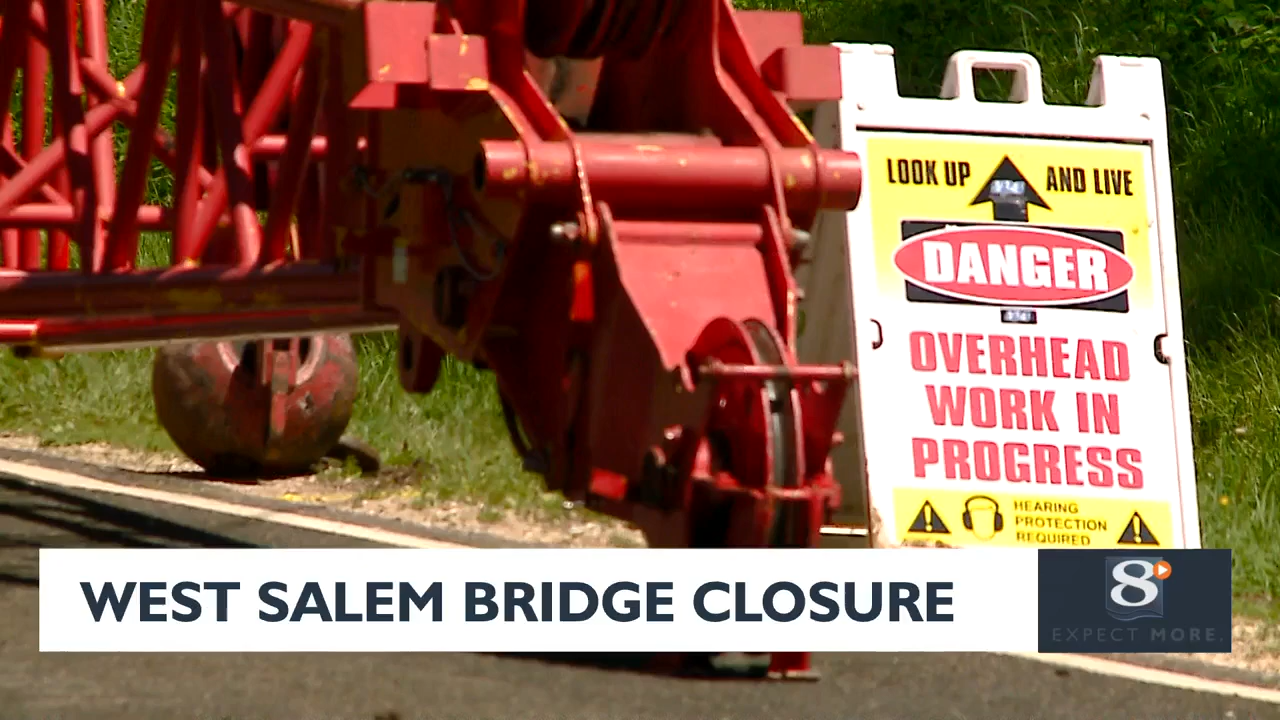 LOOK UP AND LIVE
DANGER
OVERHEAD
WORK IN
PROGRESS
HEARING
PROTECTION
REQUIRED
WEST SALEM BRIDGE CLOSURE
8
EXPECT MORE.